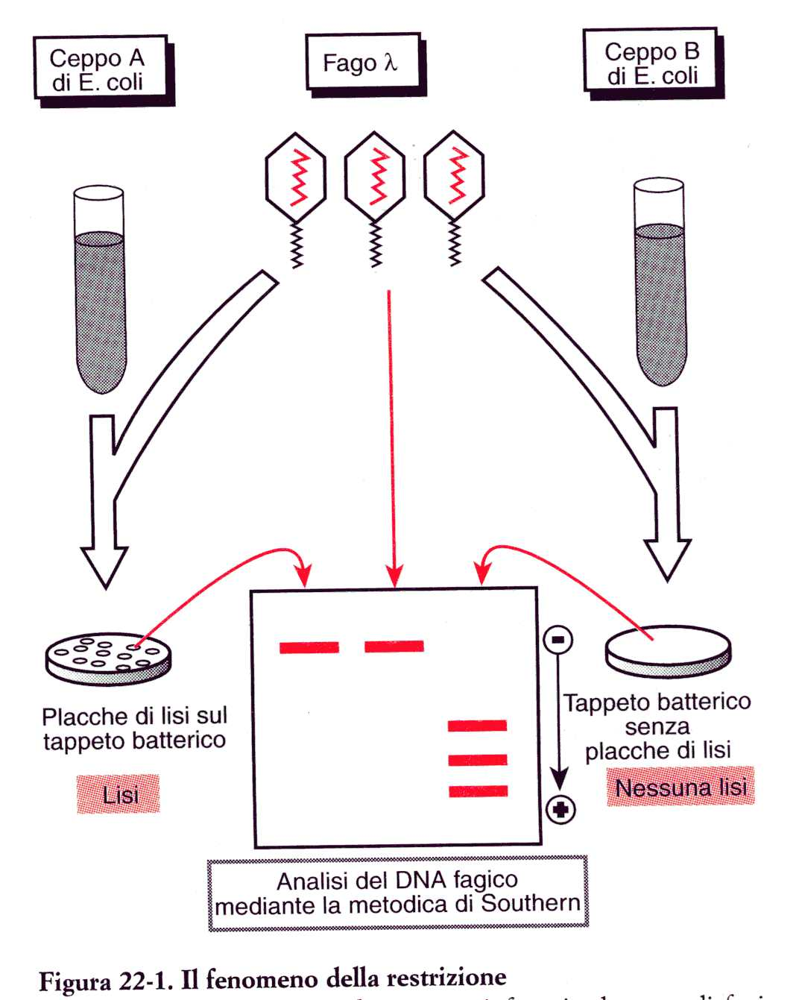 Ceppo A
di E. coli
Fago λ
Ceppo B
di E. coli
Placche di lisi sul
tappeto batterico
Lisi
-
+
Tappeto batterico
senza
placche di lisi
Nessuna lisi
Analisi del DNA fagico
mediante la metodica di Southern
Figura 22-1. Il fenomeno della restrizione